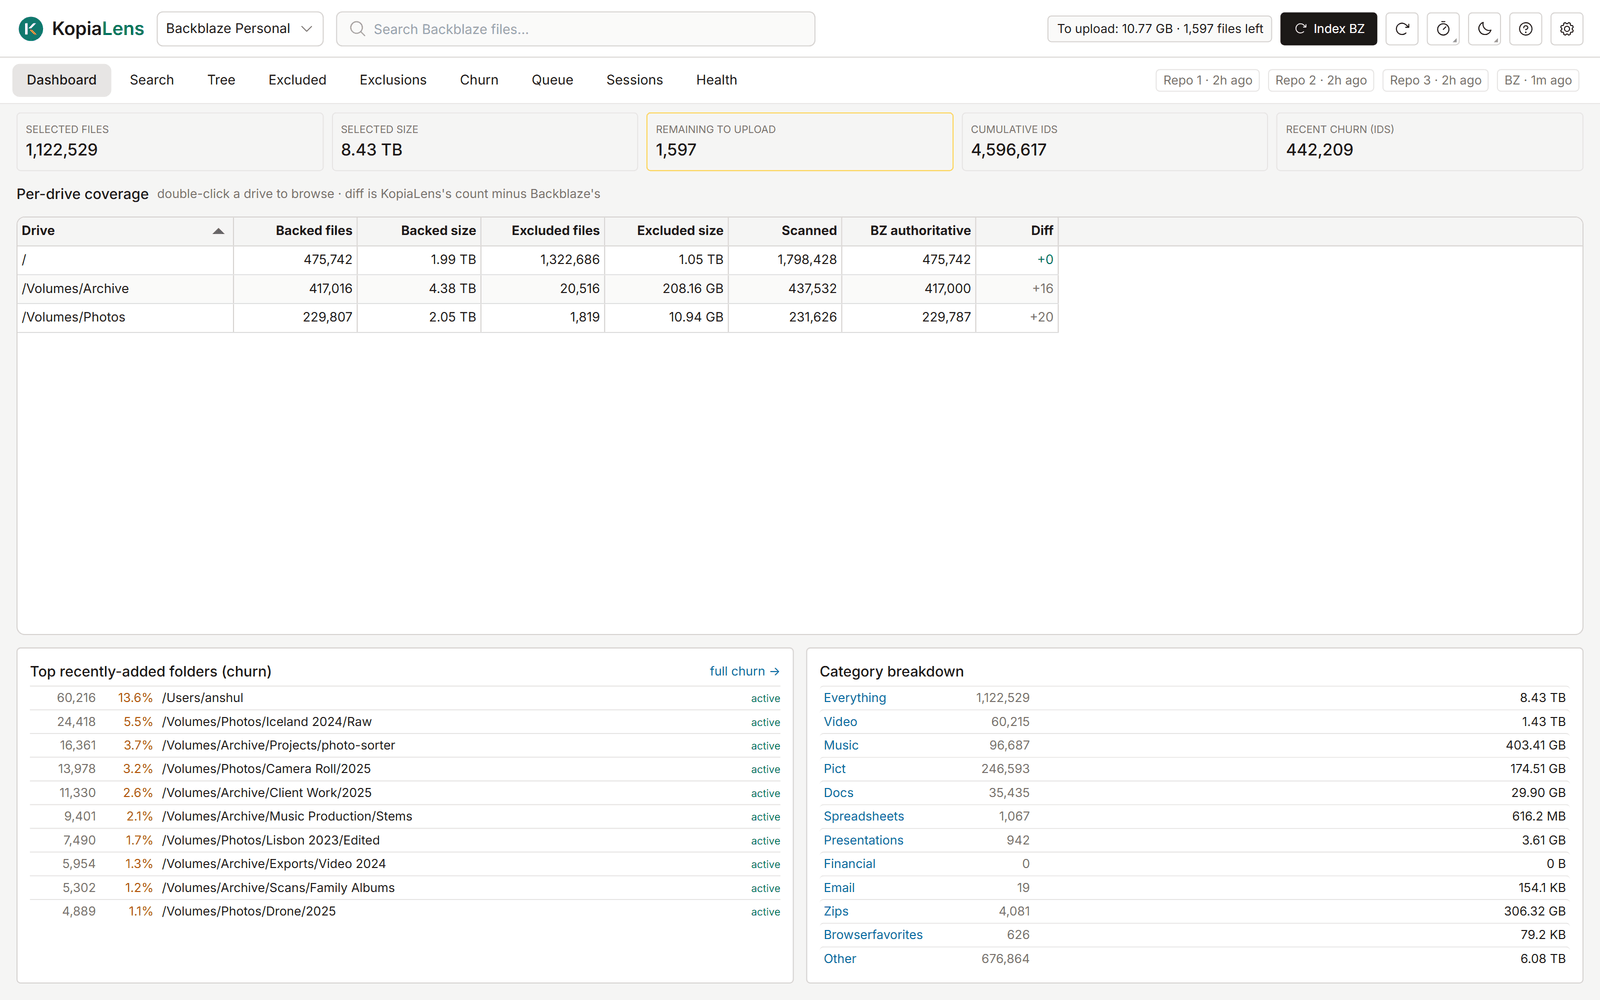 KopiaLens
Backblaze Personal
Search Backblaze files...
To upload: 10.77 GB · 1,597 files left
Index BZ
Dashboard Search Tree Excluded Exclusions Churn Queue Sessions Health
Repo 1 · 2h ago Repo 2 · 2h ago Repo 3 · 2h ago BZ · 1m ago
SELECTED FILES SELECTED SIZE REMAINING TO UPLOAD CUMULATIVE IDS RECENT CHURN (IDS)
1,122,529 8.43 TB 1,597 4,596,617 442,209
Per-drive coverage double-click a drive to browse · diff is KopiaLens's count minus Backblaze's
Drive Backed files Backed size Excluded files Excluded size Scanned BZ authoritative Diff
/ 475,742 1.99 TB 1,322,686 1.05 TB 1,798,428 475,742 +0
/Volumes/Archive 417,016 4.38 TB 20,516 208.16 GB 437,532 417,000 +16
/Volumes/Photos 229,807 2.05 TB 1,819 10.94 GB 231,626 229,787 +20
Top recently-added folders (churn) full churn →
60,216 13.6% /Users/anshul active
24,418 5.5% /Volumes/Photos/Iceland 2024/Raw active
16,361 3.7% /Volumes/Archive/Projects/photo-sorter active
13,978 3.2% /Volumes/Photos/Camera Roll/2025 active
11,330 2.6% /Volumes/Archive/Client Work/2025 active
9,401 2.1% /Volumes/Archive/Music Production/Stems active
7,490 1.7% /Volumes/Photos/Lisbon 2023/Edited active
5,954 1.3% /Volumes/Archive/Exports/Video 2024 active
5,302 1.2% /Volumes/Archive/Scans/Family Albums active
4,889 1.1% /Volumes/Photos/Drone/2025 active
Category breakdown
Everything 1,122,529 8.43 TB
Video 60,215 1.43 TB
Music 96,687 403.41 GB
Pict 246,593 174.51 GB
Docs 35,435 29.90 GB
Spreadsheets 1,067 616.2 MB
Presentations 942 3.61 GB
Financial 0 0 B
Email 19 154.1 KB
Zips 4,081 306.32 GB
Browserfavorites 626 79.2 KB
Other 676,864 6.08 TB